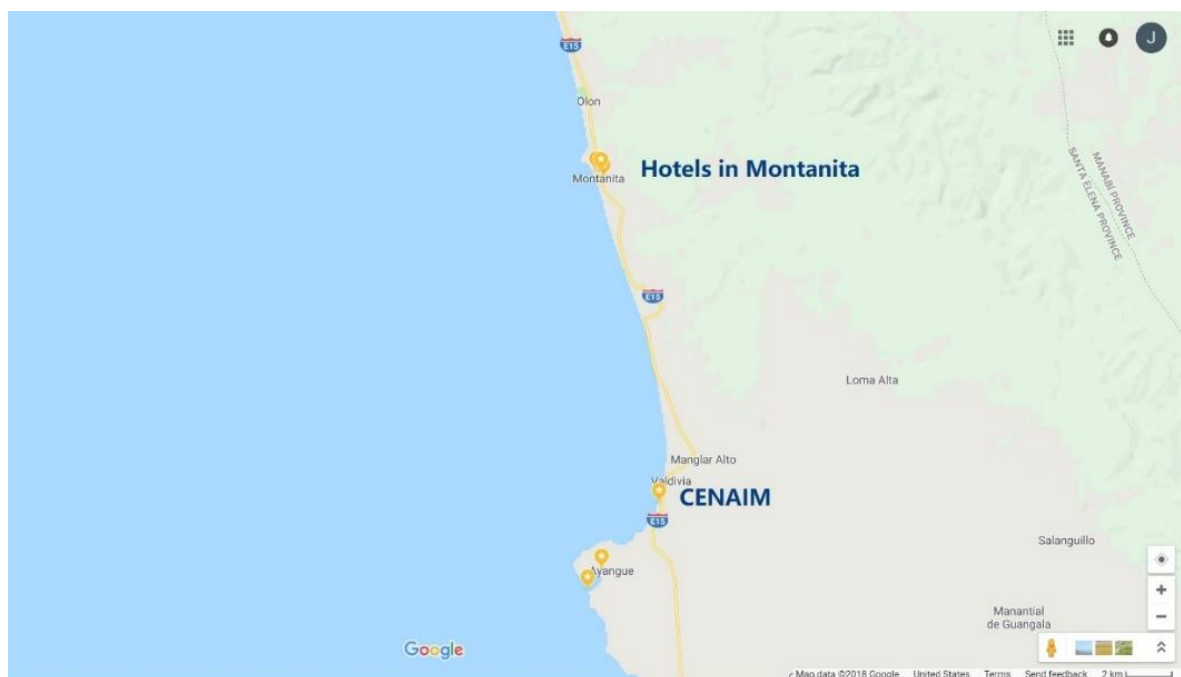 E15
J
Olon
Hotels in Montanita
Montanita
MANABÍ PROVINCE
SANTA ELENA PROVINCE
E15
Loma Alta
Manglar Alto
Valdivia
CENAIM
E15
Salanguillo
Ayangue
Manantial
de Guangala
Google
Map data ©2018 Google United States Terms Send feedback 2 km